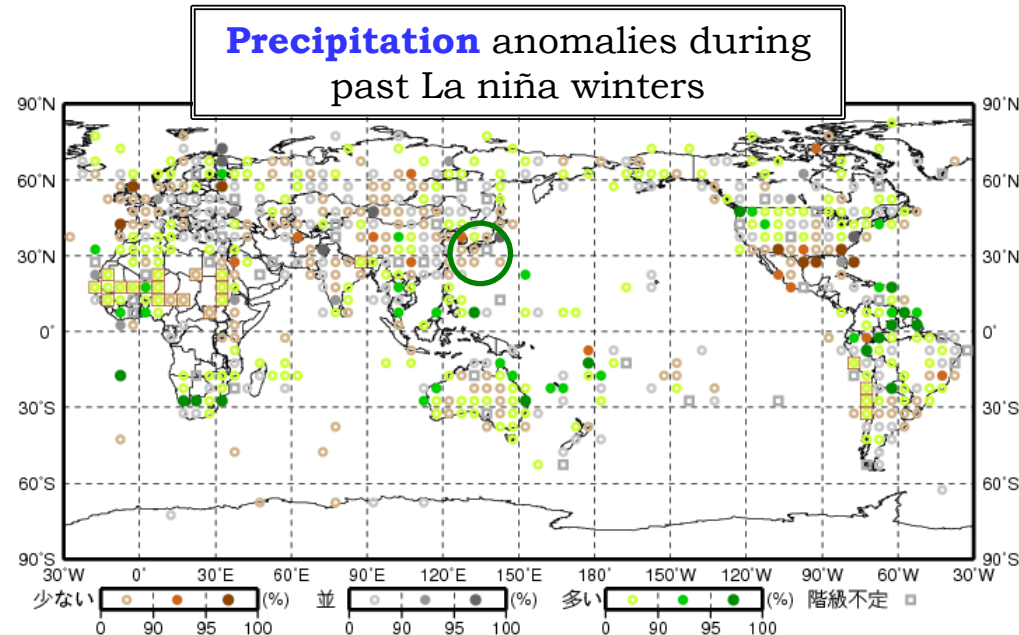 Precipitation anomalies during
past La niña winters
90˚N 90˚N
60˚N 60˚N
30˚N 30˚N
0˚ 0˚
30˚S 30˚S
60˚S 60˚S
90˚S 90˚S
30˚W 0˚ 30˚E 60˚E 90˚E 120˚E 150˚E 180˚ 150˚W 120˚W 90˚W 60˚W 30˚W
少ない (%) 並 (%) 多い (%) 階級不定
0 90 95 100 0 90 95 100 0 90 95 100